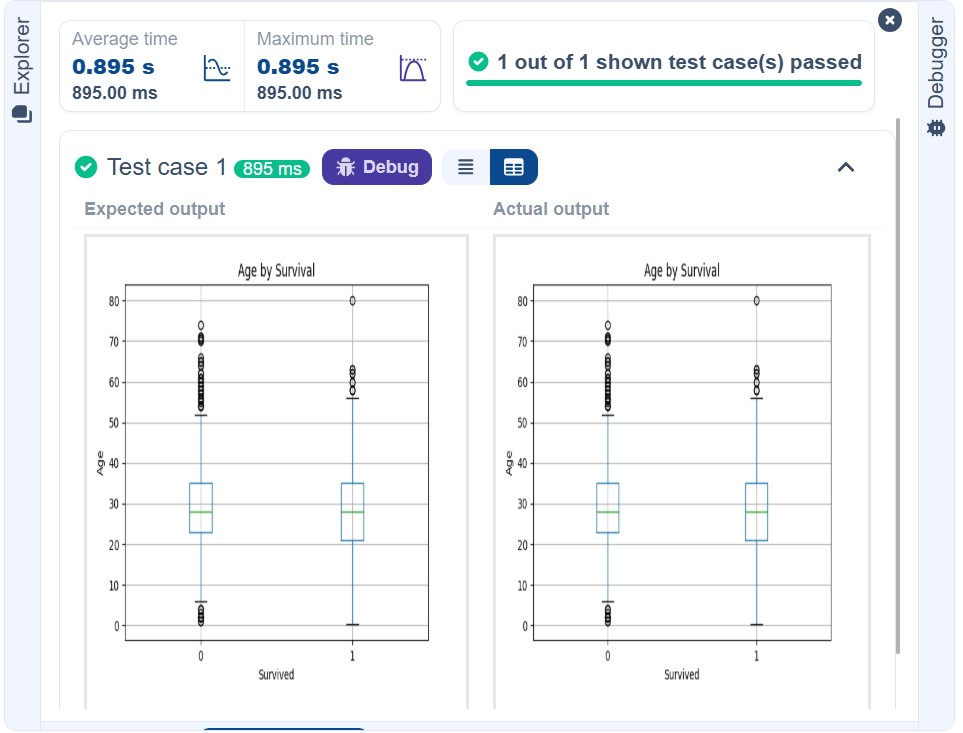 Explorer
Average time
0.895 s
895.00 ms
Maximum time
0.895 s
895.00 ms
1 out of 1 shown test case(s) passed
Debugger
Test case 1 895 ms Debug
Expected output
Age by Survival
80
70
60
50
40
30
20
10
0
Age
0 1
Survived
Actual output
Age by Survival
80
70
60
50
40
30
20
10
0
Age
0 1
Survived